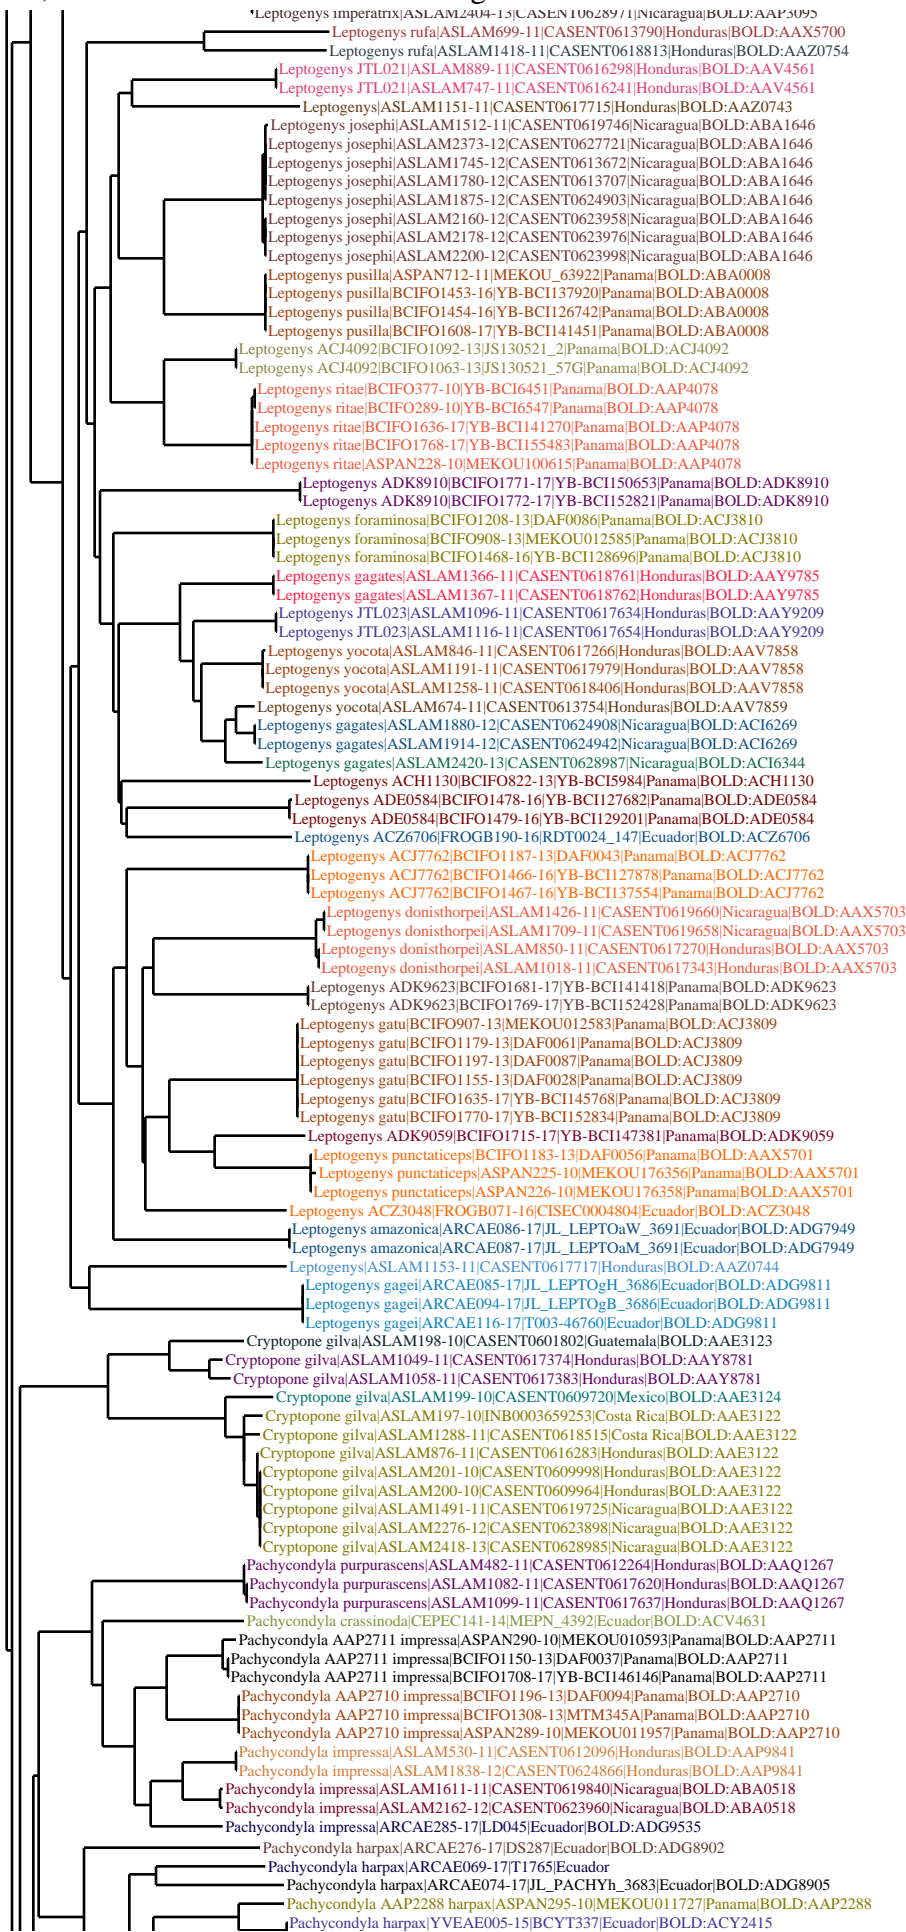 Leptogenys imperatrix|ASLAM2404-13|CASENT0628971|Nicaragua|BOLD:AAP3095
Leptogenys rufa|ASLAM699-11|CASENT0613790|Honduras|BOLD:AAX5700
Leptogenys rufa|ASLAM1418-11|CASENT0618813|Honduras|BOLD:AAZ0754
Leptogenys JTL021|ASLAM889-11|CASENT0616298|Honduras|BOLD:AAV4561
Leptogenys JTL021|ASLAM747-11|CASENT0616241|Honduras|BOLD:AAV4561
Leptogenys|ASLAM1151-11|CASENT0617715|Honduras|BOLD:AAZ0743
Leptogenys josephi|ASLAM1512-11|CASENT0619746|Nicaragua|BOLD:ABA1646
Leptogenys josephi|ASLAM2373-12|CASENT0627721|Nicaragua|BOLD:ABA1646
Leptogenys josephi|ASLAM1745-12|CASENT0613672|Nicaragua|BOLD:ABA1646
Leptogenys josephi|ASLAM1780-12|CASENT0613707|Nicaragua|BOLD:ABA1646
Leptogenys josephi|ASLAM1875-12|CASENT0624903|Nicaragua|BOLD:ABA1646
Leptogenys josephi|ASLAM2160-12|CASENT0623958|Nicaragua|BOLD:ABA1646
Leptogenys josephi|ASLAM2178-12|CASENT0623976|Nicaragua|BOLD:ABA1646
Leptogenys josephi|ASLAM2200-12|CASENT0623998|Nicaragua|BOLD:ABA1646
Leptogenys pusilla|ASPAN712-11|MEKOU_63922|Panama|BOLD:ABA0008
Leptogenys pusilla|BCIFO1453-16|YB-BCI137920|Panama|BOLD:ABA0008
Leptogenys pusilla|BCIFO1454-16|YB-BCI126742|Panama|BOLD:ABA0008
Leptogenys pusilla|BCIFO1608-17|YB-BCI141451|Panama|BOLD:ABA0008
Leptogenys ACJ4092|BCIFO1092-13|JS130521_2|Panama|BOLD:ACJ4092
Leptogenys ACJ4092|BCIFO1063-13|JS130521_57G|Panama|BOLD:ACJ4092
Leptogenys ritae|BCIFO377-10|YB-BCI6451|Panama|BOLD:AAP4078
Leptogenys ritae|BCIFO289-10|YB-BCI6547|Panama|BOLD:AAP4078
Leptogenys ritae|BCIFO1636-17|YB-BCI141270|Panama|BOLD:AAP4078
Leptogenys ritae|BCIFO1768-17|YB-BCI155483|Panama|BOLD:AAP4078
Leptogenys ritae|ASPAN228-10|MEKOU100615|Panama|BOLD:AAP4078
Leptogenys ADK8910|BCIFO1771-17|YB-BCI150653|Panama|BOLD:ADK8910
Leptogenys ADK8910|BCIFO1772-17|YB-BCI152821|Panama|BOLD:ADK8910
Leptogenys foraminosa|BCIFO1208-13|DAF0086|Panama|BOLD:ACJ3810
Leptogenys foraminosa|BCIFO908-13|MEKOU012585|Panama|BOLD:ACJ3810
Leptogenys foraminosa|BCIFO1468-16|YB-BCI128696|Panama|BOLD:ACJ3810
Leptogenys gagates|ASLAM1366-11|CASENT0618761|Honduras|BOLD:AAY9785
Leptogenys gagates|ASLAM1367-11|CASENT0618762|Honduras|BOLD:AAY9785
Leptogenys JTL023|ASLAM1096-11|CASENT0617634|Honduras|BOLD:AAY9209
Leptogenys JTL023|ASLAM1116-11|CASENT0617654|Honduras|BOLD:AAY9209
Leptogenys yocota|ASLAM846-11|CASENT0617266|Honduras|BOLD:AAV7858
Leptogenys yocota|ASLAM1191-11|CASENT0617979|Honduras|BOLD:AAV7858
Leptogenys yocota|ASLAM1258-11|CASENT0618406|Honduras|BOLD:AAV7858
Leptogenys yocota|ASLAM674-11|CASENT0613754|Honduras|BOLD:AAV7859
Leptogenys gagates|ASLAM1880-12|CASENT0624908|Nicaragua|BOLD:ACI6269
Leptogenys gagates|ASLAM1914-12|CASENT0624942|Nicaragua|BOLD:ACI6269
Leptogenys gagates|ASLAM2420-13|CASENT0628987|Nicaragua|BOLD:ACI6344
Leptogenys ACH1130|BCIFO822-13|YB-BCI5984|Panama|BOLD:ACH1130
Leptogenys ADE0584|BCIFO1478-16|YB-BCI127682|Panama|BOLD:ADE0584
Leptogenys ADE0584|BCIFO1479-16|YB-BCI129201|Panama|BOLD:ADE0584
Leptogenys ACZ6706|FROGB190-16|RDT0024_147|Ecuador|BOLD:ACZ6706
Leptogenys ACJ7762|BCIFO1187-13|DAF0043|Panama|BOLD:ACJ7762
Leptogenys ACJ7762|BCIFO1466-16|YB-BCI127878|Panama|BOLD:ACJ7762
Leptogenys ACJ7762|BCIFO1467-16|YB-BCI137554|Panama|BOLD:ACJ7762
Leptogenys donisthorpei|ASLAM1426-11|CASENT0619660|Nicaragua|BOLD:AAX5703
Leptogenys donisthorpei|ASLAM1709-11|CASENT0619658|Nicaragua|BOLD:AAX5703
Leptogenys donisthorpei|ASLAM850-11|CASENT0617270|Honduras|BOLD:AAX5703
Leptogenys donisthorpei|ASLAM1018-11|CASENT0617343|Honduras|BOLD:AAX5703
Leptogenys ADK9623|BCIFO1681-17|YB-BCI141418|Panama|BOLD:ADK9623
Leptogenys ADK9623|BCIFO1769-17|YB-BCI152428|Panama|BOLD:ADK9623
Leptogenys gatu|BCIFO907-13|MEKOU012583|Panama|BOLD:ACJ3809
Leptogenys gatu|BCIFO1179-13|DAF0061|Panama|BOLD:ACJ3809
Leptogenys gatu|BCIFO1197-13|DAF0087|Panama|BOLD:ACJ3809
Leptogenys gatu|BCIFO1155-13|DAF0028|Panama|BOLD:ACJ3809
Leptogenys gatu|BCIFO1635-17|YB-BCI145768|Panama|BOLD:ACJ3809
Leptogenys gatu|BCIFO1770-17|YB-BCI152834|Panama|BOLD:ACJ3809
Leptogenys ADK9059|BCIFO1715-17|YB-BCI147381|Panama|BOLD:ADK9059
Leptogenys punctaticeps|BCIFO1183-13|DAF0056|Panama|BOLD:AAX5701
Leptogenys punctaticeps|ASPAN225-10|MEKOU176356|Panama|BOLD:AAX5701
Leptogenys punctaticeps|ASPAN226-10|MEKOU176358|Panama|BOLD:AAX5701
Leptogenys ACZ3048|FROGB071-16|CISEC0004804|Ecuador|BOLD:ACZ3048
Leptogenys amazonica|ARCAE086-17|JL_LEPTOaW_3691|Ecuador|BOLD:ADG7949
Leptogenys amazonica|ARCAE087-17|JL_LEPTOaM_3691|Ecuador|BOLD:ADG7949
Leptogenys|ASLAM1153-11|CASENT0617717|Honduras|BOLD:AAZ0744
Leptogenys gagei|ARCAE085-17|JL_LEPTOgH_3686|Ecuador|BOLD:ADG9811
Leptogenys gagei|ARCAE094-17|JL_LEPTOgB_3686|Ecuador|BOLD:ADG9811
Leptogenys gagei|ARCAE116-17|T003-46760|Ecuador|BOLD:ADG9811
Cryptopone gilva|ASLAM198-10|CASENT0601802|Guatemala|BOLD:AAE3123
Cryptopone gilva|ASLAM1049-11|CASENT0617374|Honduras|BOLD:AAY8781
Cryptopone gilva|ASLAM1058-11|CASENT0617383|Honduras|BOLD:AAY8781
Cryptopone gilva|ASLAM199-10|CASENT0609720|Mexico|BOLD:AAE3124
Cryptopone gilva|ASLAM197-10|INB0003659253|Costa Rica|BOLD:AAE3122
Cryptopone gilva|ASLAM1288-11|CASENT0618515|Costa Rica|BOLD:AAE3122
Cryptopone gilva|ASLAM876-11|CASENT0616283|Honduras|BOLD:AAE3122
Cryptopone gilva|ASLAM201-10|CASENT0609998|Honduras|BOLD:AAE3122
Cryptopone gilva|ASLAM200-10|CASENT0609964|Honduras|BOLD:AAE3122
Cryptopone gilva|ASLAM1491-11|CASENT0619725|Nicaragua|BOLD:AAE3122
Cryptopone gilva|ASLAM2276-12|CASENT0623898|Nicaragua|BOLD:AAE3122
Cryptopone gilva|ASLAM2418-13|CASENT0628985|Nicaragua|BOLD:AAE3122
Pachycondyla purpurascens|ASLAM482-11|CASENT0612264|Honduras|BOLD:AAQ1267
Pachycondyla purpurascens|ASLAM1082-11|CASENT0617620|Honduras|BOLD:AAQ1267
Pachycondyla purpurascens|ASLAM1099-11|CASENT0617637|Honduras|BOLD:AAQ1267
Pachycondyla crassinoda|CEPEC141-14|MEPN_4392|Ecuador|BOLD:ACV4631
Pachycondyla AAP2711 impressa|ASPAN290-10|MEKOU010593|Panama|BOLD:AAP2711
Pachycondyla AAP2711 impressa|BCIFO1150-13|DAF0037|Panama|BOLD:AAP2711
Pachycondyla AAP2711 impressa|BCIFO1708-17|YB-BCI146146|Panama|BOLD:AAP2711
Pachycondyla AAP2710 impressa|BCIFO1196-13|DAF0094|Panama|BOLD:AAP2710
Pachycondyla AAP2710 impressa|BCIFO1308-13|MTM345A|Panama|BOLD:AAP2710
Pachycondyla AAP2710 impressa|ASPAN289-10|MEKOU011957|Panama|BOLD:AAP2710
Pachycondyla impressa|ASLAM530-11|CASENT0612096|Honduras|BOLD:AAP9841
Pachycondyla impressa|ASLAM1838-12|CASENT0624866|Honduras|BOLD:AAP9841
Pachycondyla impressa|ASLAM1611-11|CASENT0619840|Nicaragua|BOLD:ABA0518
Pachycondyla impressa|ASLAM2162-12|CASENT0623960|Nicaragua|BOLD:ABA0518
Pachycondyla impressa|ARCAE285-17|LD045|Ecuador|BOLD:ADG9535
Pachycondyla harpax|ARCAE276-17|DS287|Ecuador|BOLD:ADG8902
Pachycondyla harpax|ARCAE069-17|T1765|Ecuador
Pachycondyla harpax|ARCAE074-17|JL_PACHYh_3683|Ecuador|BOLD:ADG8905
Pachycondyla AAP2288 harpax|ASPAN295-10|MEKOU011727|Panama|BOLD:AAP2288
Pachycondyla harpax|YVEAE005-15|BCYT337|Ecuador|BOLD:ACY2415